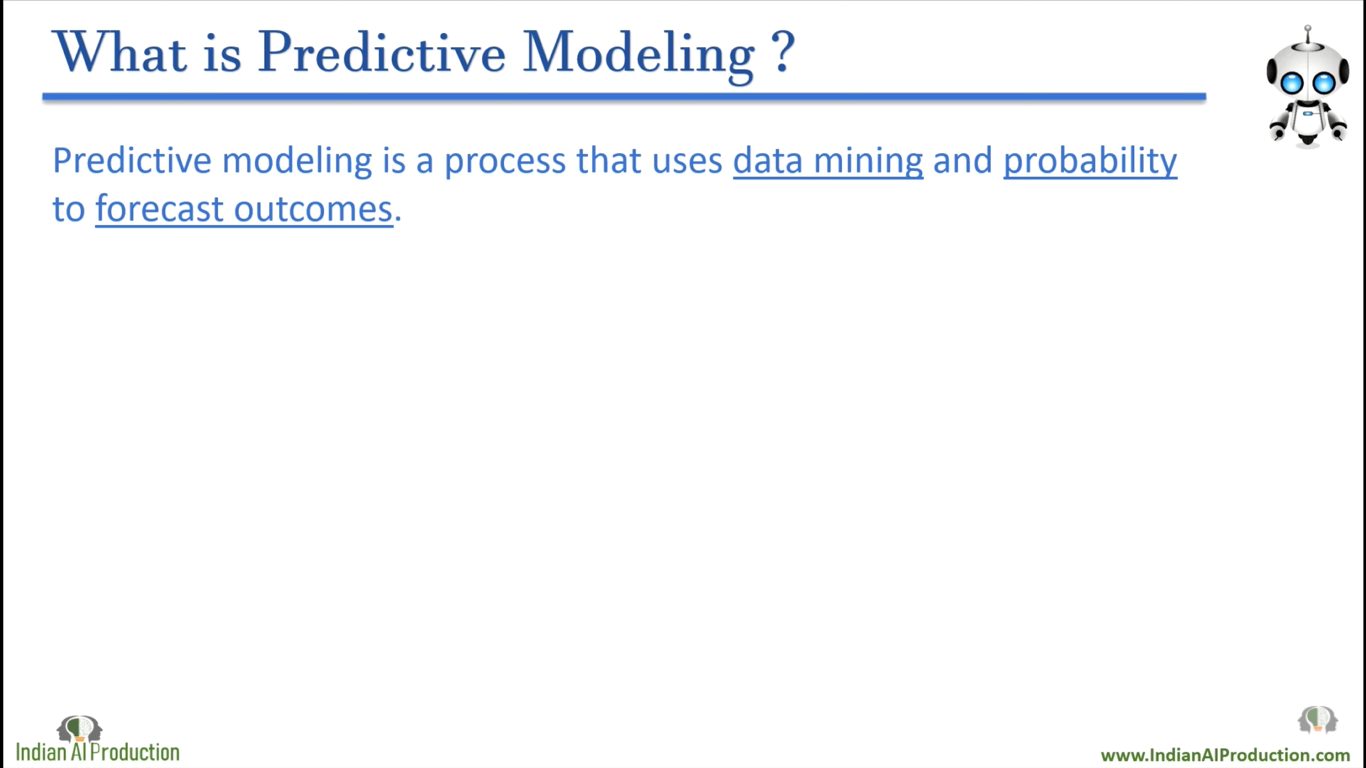 What is Predictive Modeling ?
Predictive modeling is a process that uses data mining and probability
to forecast outcomes.
Indian AI Production
www.IndianAIProduction.com